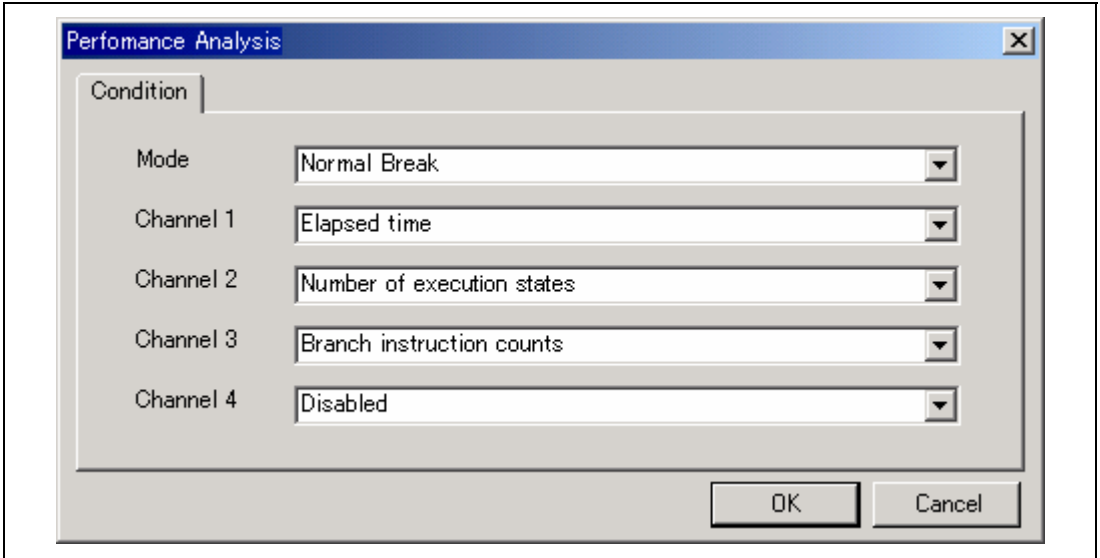 Perfomance Analysis
Condition
Mode Normal Break
Channel 1 Elapsed time
Channel 2 Number of execution states
Channel 3 Branch instruction counts
Channel 4 Disabled
OK Cancel